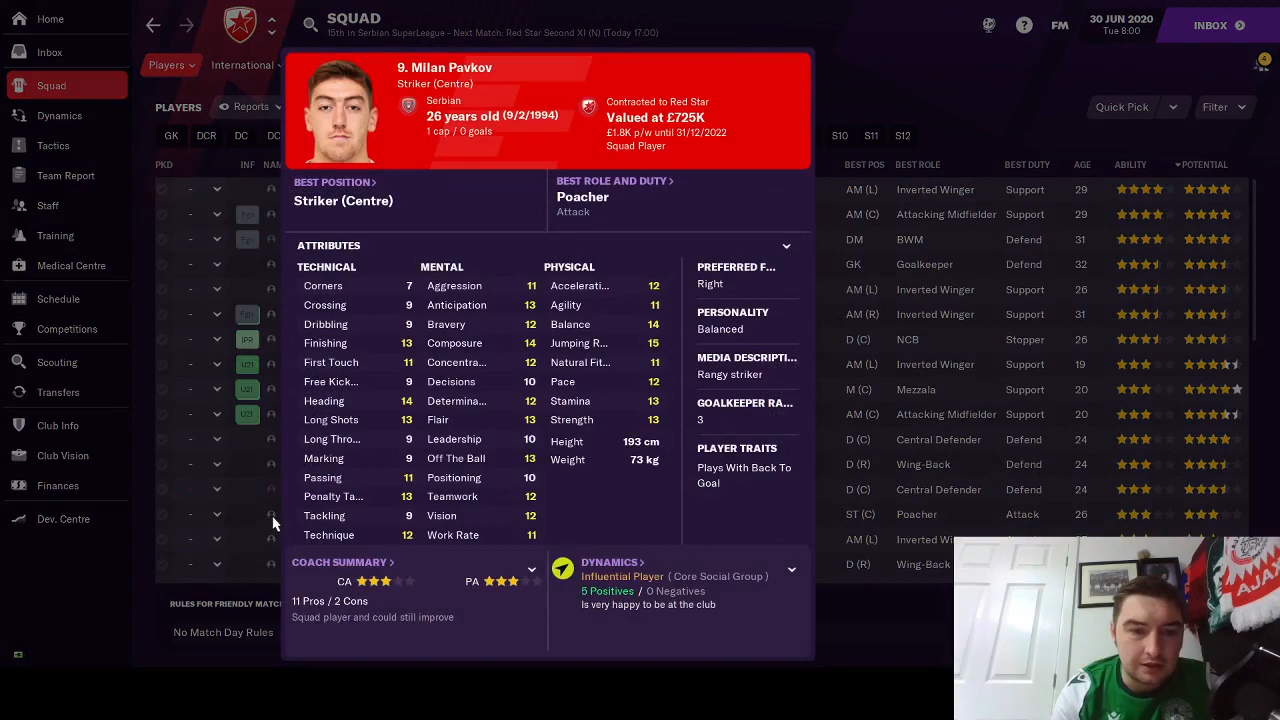 Home
SQUAD
15th in Serbian SuperLeague - Next Match: Red Star Second XI (N) (Today 17:00)
FM
30 JUN 2020
Tue 8:00
INBOX
Inbox
Squad
Dynamics
Tactics
Team Report
Staff
Training
Medical Centre
Schedule
Competitions
Scouting
Transfers
Club Info
Club Vision
Finances
Dev. Centre
Players
International
4
PLAYERS
Reports
Quick Pick
Filter
GK
DCR
DC
S10
S11
S12
PKD
INF
BEST POS
BEST ROLE
BEST DUTY
AGE
ABILITY
POTENTIAL
AM (L) Inverted Winger Support 29
AM (C) Attacking Midfielder Support 29
DM BWM Defend 31
GK Goalkeeper Defend 32
AM (L) Inverted Winger Support 26
AM (R) Inverted Winger Support 31
D (C) NCB Stopper 26
AM (L) Inverted Winger Support 19
M (C) Mezzala Support 20
AM (C) Attacking Midfielder Support 20
D (C) Central Defender Defend 24
D (R) Wing-Back Defend 24
D (C) Central Defender Defend 24
ST (C) Poacher Attack 26
AM (L) Inverted Winger
D (R) Wing-Back
Fgn
Fgn
Fgn
IPR
U21
U21
U21
9. Milan Pavkov
Striker (Centre)
Serbian
26 years old (9/2/1994)
1 cap / 0 goals
Contracted to Red Star
Valued at £725K
£1.8K p/w until 31/12/2022
Squad Player
BEST POSITION>
Striker (Centre)
BEST ROLE AND DUTY>
Poacher
Attack
ATTRIBUTES
TECHNICAL
Corners 7
Crossing 9
Dribbling 9
Finishing 13
First Touch 11
Free Kick... 9
Heading 14
Long Shots 13
Long Thro... 9
Marking 9
Passing 11
Penalty Ta... 13
Tackling 9
Technique 12
MENTAL
Aggression 11
Anticipation 13
Bravery 12
Composure 14
Concentra... 12
Decisions 10
Determina... 12
Flair 13
Leadership 10
Off The Ball 13
Positioning 10
Teamwork 12
Vision 12
Work Rate 11
PHYSICAL
Accelerati... 12
Agility 11
Balance 14
Jumping R... 15
Natural Fit... 11
Pace 12
Stamina 13
Strength 13
Height 193 cm
Weight 73 kg
PREFERRED F...
Right
PERSONALITY
Balanced
MEDIA DESCRIPTI...
Rangy striker
GOALKEEPER RA...
3
PLAYER TRAITS
Plays With Back To
Goal
COACH SUMMARY >
CA
PA
11 Pros / 2 Cons
Squad player and could still improve
DYNAMICS >
Influential Player ( Core Social Group )
5 Positives / 0 Negatives
Is very happy to be at the club
RULES FOR FRIENDLY MATC
No Match Day Rules
AJAX